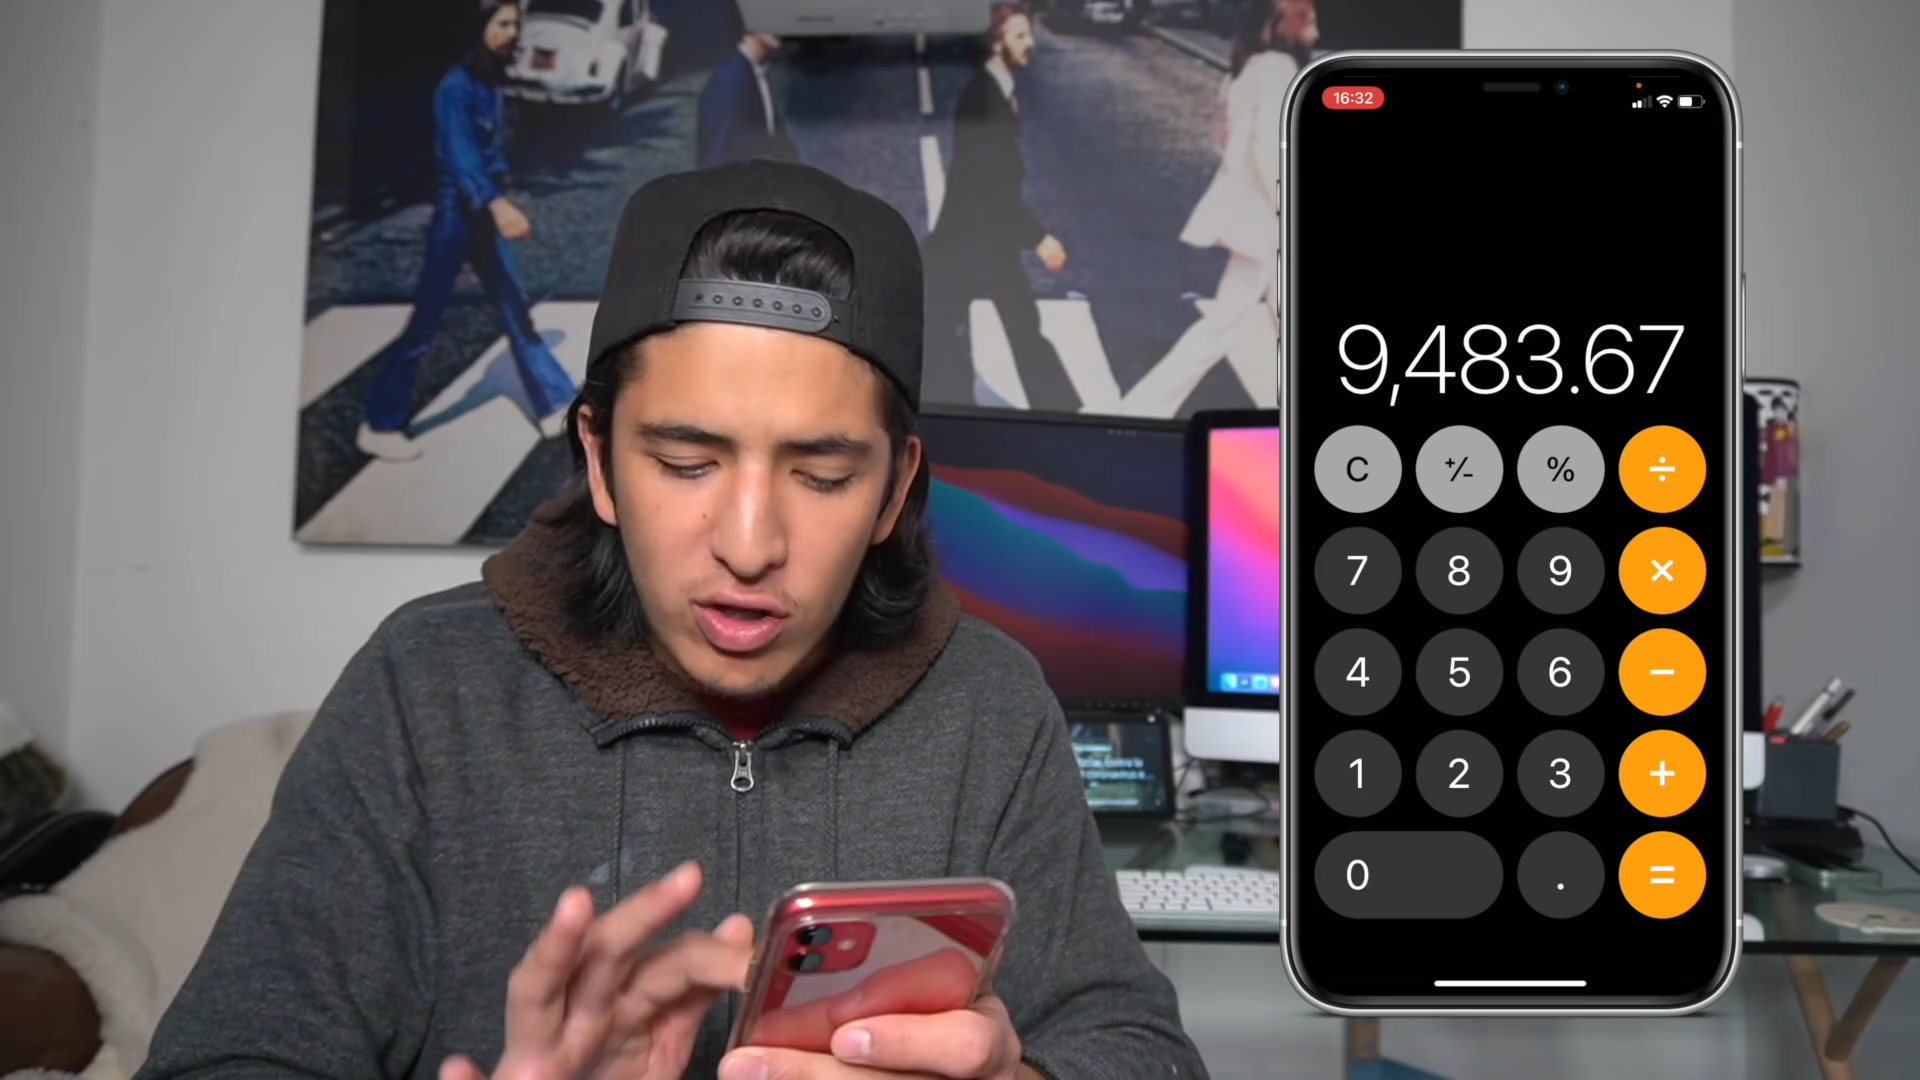 16:32
9,483.67
C +/- % ÷
7 8 9 ×
4 5 6 −
1 2 3 +
0 . =